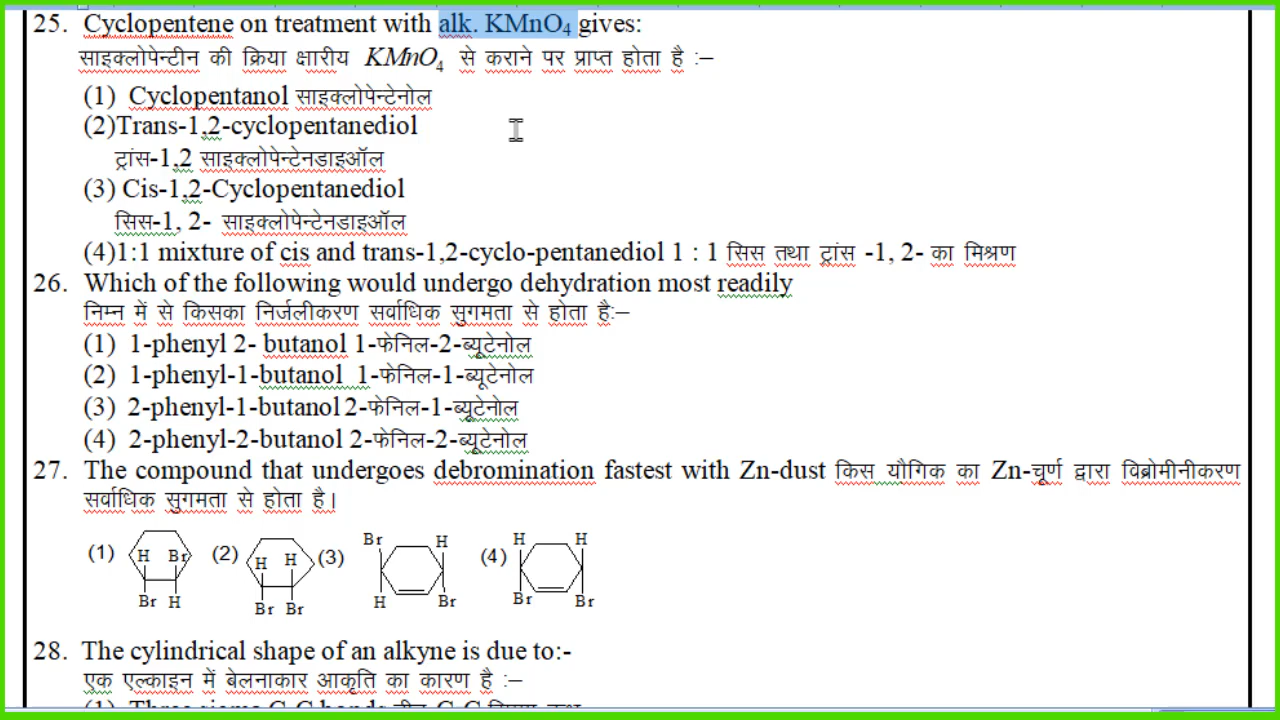 25. Cyclopentene on treatment with alk. KMnO4 gives:
साइक्लोपेन्टीन की क्रिया क्षारीय KMnO4 से कराने पर प्राप्त होता है :–
(1) Cyclopentanol साइक्लोपेन्टेनोल
(2)Trans-1,2-cyclopentanediol
ट्रांस-1,2 साइक्लोपेन्टेनडाइऑल
(3) Cis-1,2-Cyclopentanediol
सिस-1, 2- साइक्लोपेन्टेनडाइऑल
(4)1:1 mixture of cis and trans-1,2-cyclo-pentanediol 1 : 1 सिस तथा ट्रांस -1, 2- का मिश्रण
26. Which of the following would undergo dehydration most readily
निम्न में से किसका निर्जलीकरण सर्वाधिक सुगमता से होता है:–
(1) 1-phenyl 2- butanol 1-फेनिल-2-ब्यूटेनोल
(2) 1-phenyl-1-butanol 1-फेनिल-1-ब्यूटेनोल
(3) 2-phenyl-1-butanol 2-फेनिल-1-ब्यूटेनोल
(4) 2-phenyl-2-butanol 2-फेनिल-2-ब्यूटेनोल
27. The compound that undergoes debromination fastest with Zn-dust किस यौगिक का Zn-चूर्ण द्वारा विब्रोमीनीकरण
सर्वाधिक सुगमता से होता है।
(1) H Br Br H (2) H H Br Br (3) Br H H Br (4) H H Br Br
28. The cylindrical shape of an alkyne is due to:-
एक एल्काइन में बेलनाकार आकृति का कारण है :–
(1) Three sigma C-C bonds तीन C-C